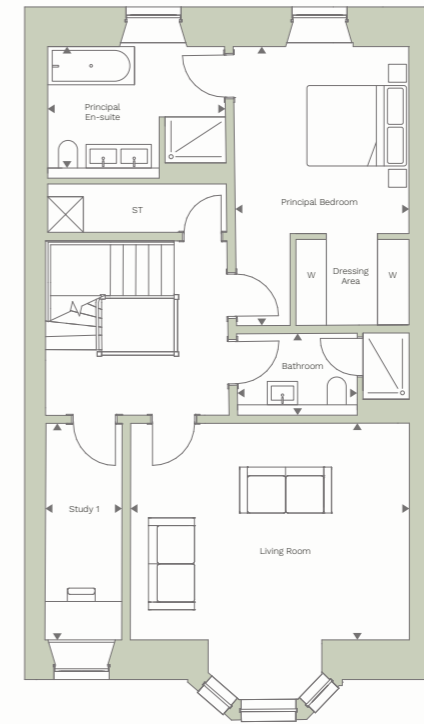 Principal
En-suite
ST
Principal Bedroom
W
Dressing
Area
W
Bathroom
Study 1
Living Room